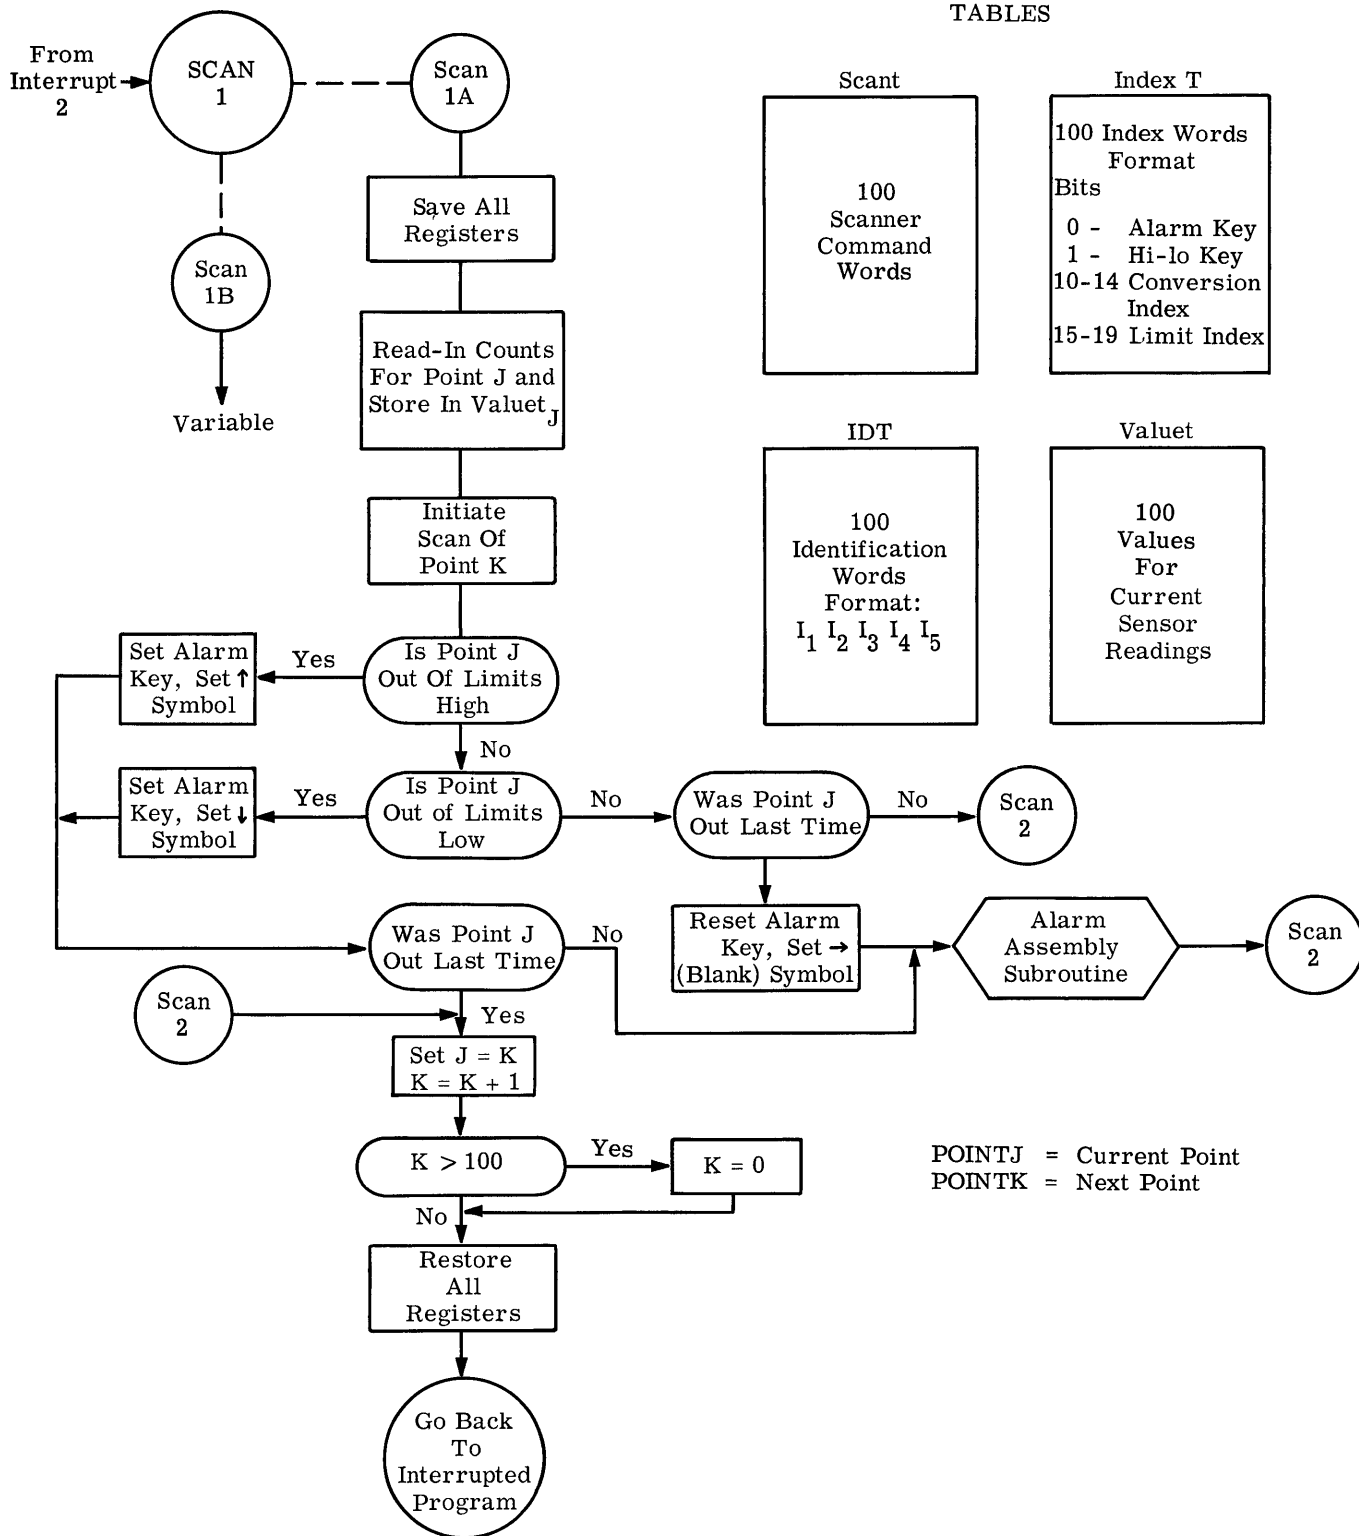 TABLES
From
Interrupt
2
SCAN
1
Scan
1A
Scan
1B
Variable
Save All
Registers
Read-In Counts
For Point J and
Store In Valuet J
Initiate
Scan Of
Point K
Is Point J
Out Of Limits
High
Yes
Set Alarm
Key, Set ↑
Symbol
No
Is Point J
Out of Limits
Low
Yes
Set Alarm
Key, Set ↓
Symbol
No
Was Point J
Out Last Time
No
Scan
2
Reset Alarm
Key, Set →
(Blank) Symbol
Alarm
Assembly
Subroutine
Scan
2
Was Point J
Out Last Time
No
Scan
2
Yes
Set J = K
K = K + 1
K > 100
Yes
K = 0
No
Restore
All
Registers
Go Back
To
Interrupted
Program
Scant
100
Scanner
Command
Words
Index T
100 Index Words
Format
Bits
0 - Alarm Key
1 - Hi-lo Key
10-14 Conversion
Index
15-19 Limit Index
IDT
100
Identification
Words
Format:
I1 I2 I3 I4 I5
Valuet
100
Values
For
Current
Sensor
Readings
POINTJ = Current Point
POINTK = Next Point